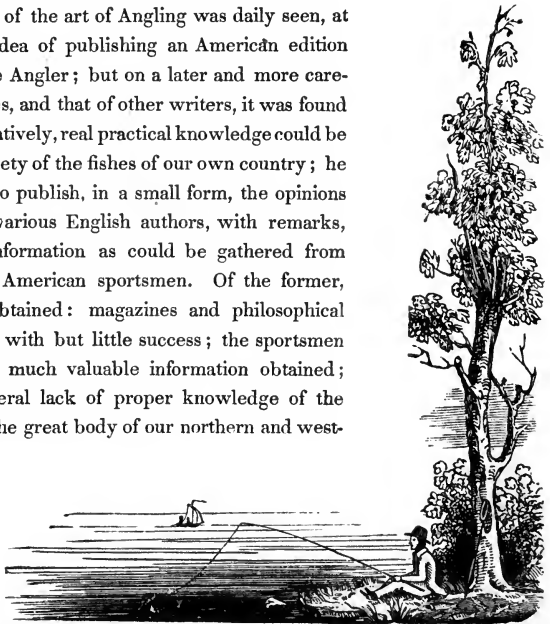 of the art of Angling was daily seen, at
dea of publishing an American edition
Angler; but on a later and more care-
s, and that of other writers, it was found
atively, real practical knowledge could be
ety of the fishes of our own country; he
o publish, in a small form, the opinions
various English authors, with remarks,
nformation as could be gathered from
American sportsmen. Of the former,
btained: magazines and philosophical
with but little success; the sportsmen
much valuable information obtained;
eral lack of proper knowledge of the
he great body of our northern and west-